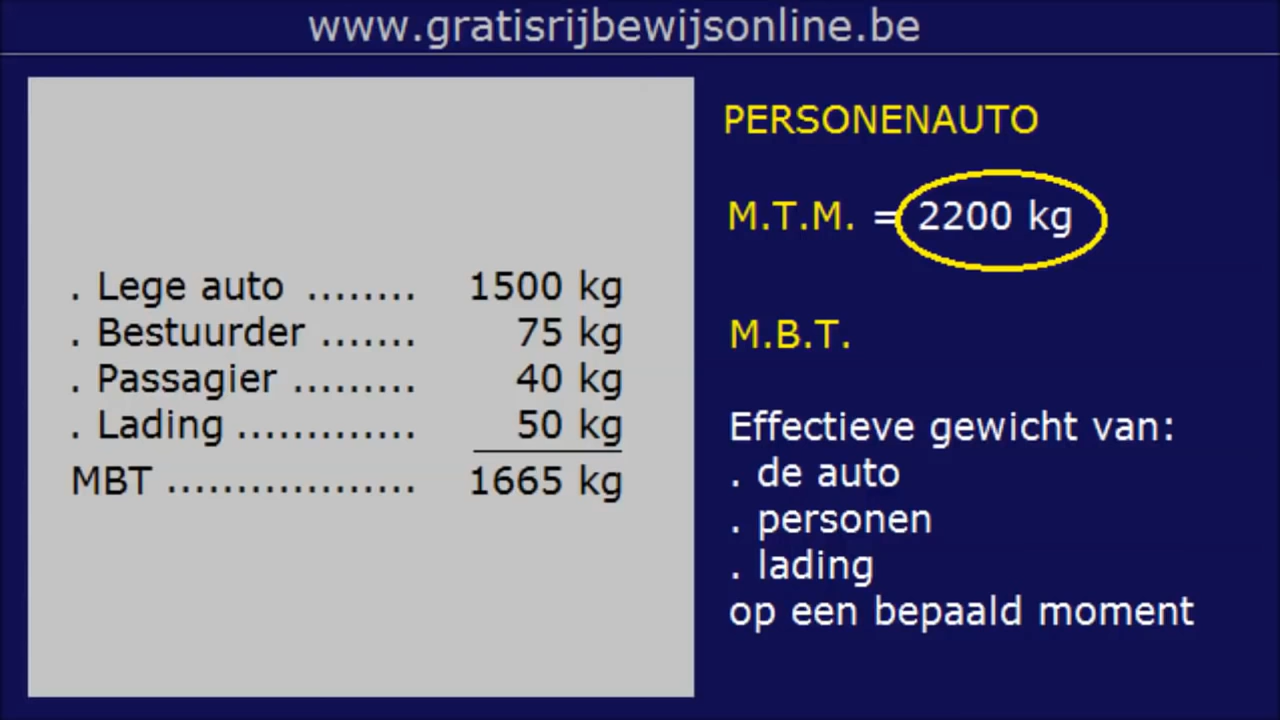 www.gratisrijbewijsonline.be
. Lege auto ........ 1500 kg
. Bestuurder ....... 75 kg
. Passagier ......... 40 kg
. Lading ............. 50 kg
MBT .................. 1665 kg
PERSONENAUTO
M.T.M. = 2200 kg
M.B.T.
Effectieve gewicht van:
. de auto
. personen
. lading
op een bepaald moment